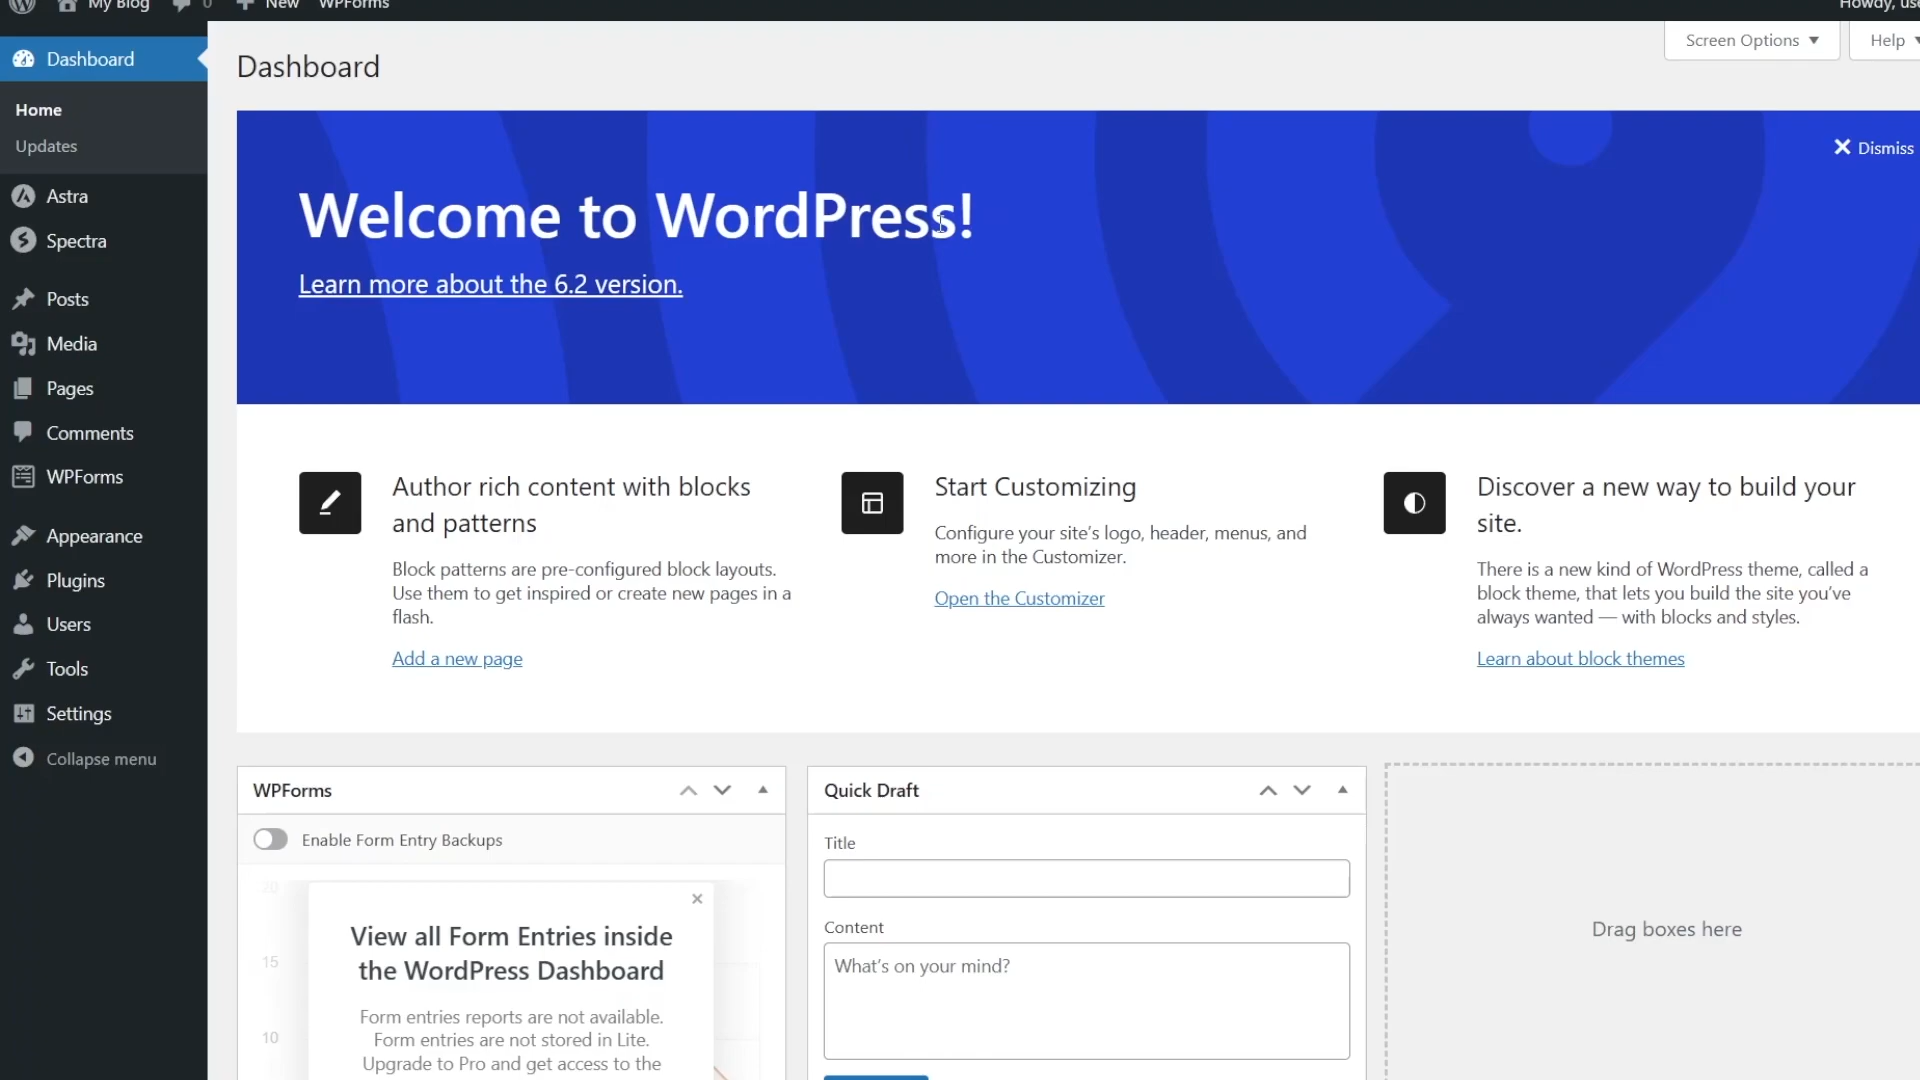 My Blog
0
New
WPForms
Howdy,
Screen Options
Help
Dashboard
Home
Updates
Astra
Spectra
Posts
Media
Pages
Comments
WPForms
Appearance
Plugins
Users
Tools
Settings
Collapse menu
Dashboard
Dismiss
Welcome to WordPress!
Learn more about the 6.2 version.
Author rich content with blocks
and patterns
Block patterns are pre-configured block layouts.
Use them to get inspired or create new pages in a
flash.
Add a new page
Start Customizing
Configure your site's logo, header, menus, and
more in the Customizer.
Open the Customizer
Discover a new way to build your
site.
There is a new kind of WordPress theme, called a
block theme, that lets you build the site you've
always wanted — with blocks and styles.
Learn about block themes
WPForms
Enable Form Entry Backups
20
15
10
View all Form Entries inside
the WordPress Dashboard
Form entries reports are not available.
Form entries are not stored in Lite.
Upgrade to Pro and get access to the
Quick Draft
Title
Content
What's on your mind?
Drag boxes here